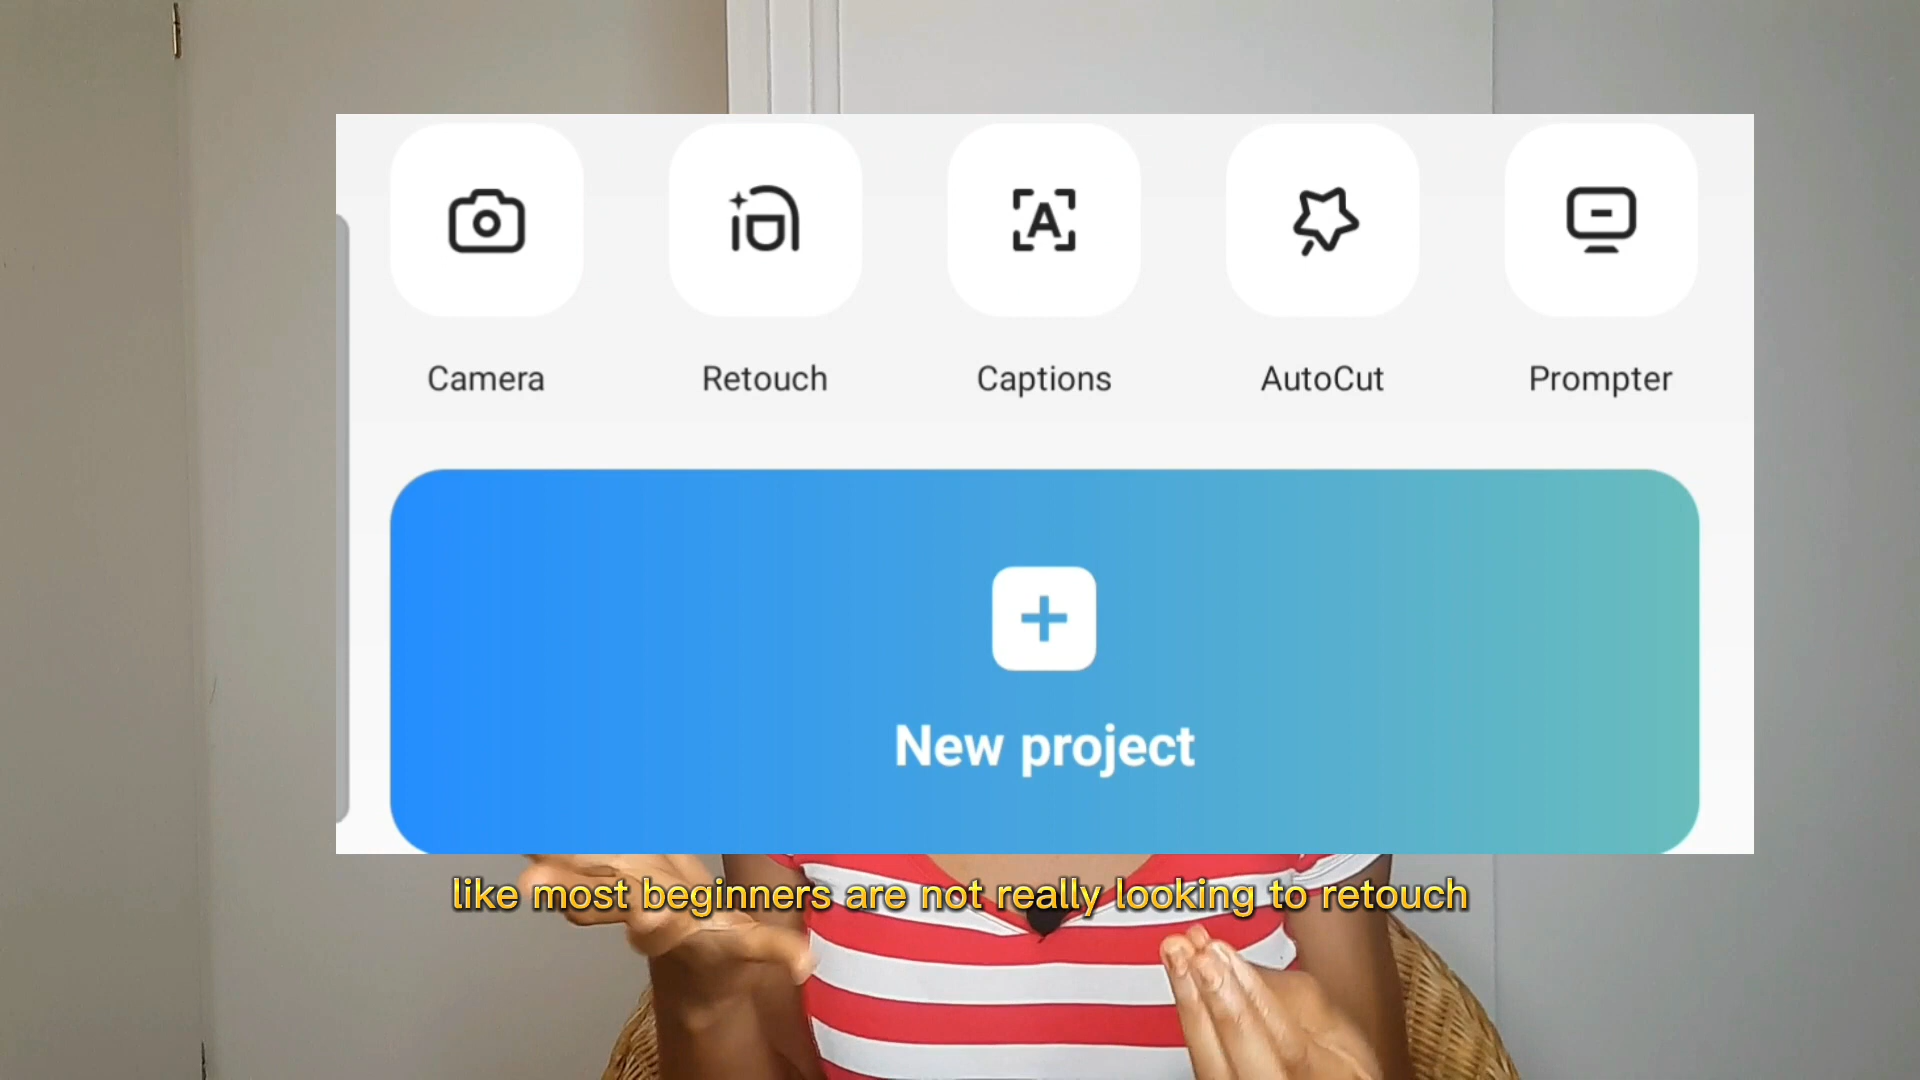 Camera
Retouch
Captions
AutoCut
Prompter
New project
like most beginners are not really looking to retouch